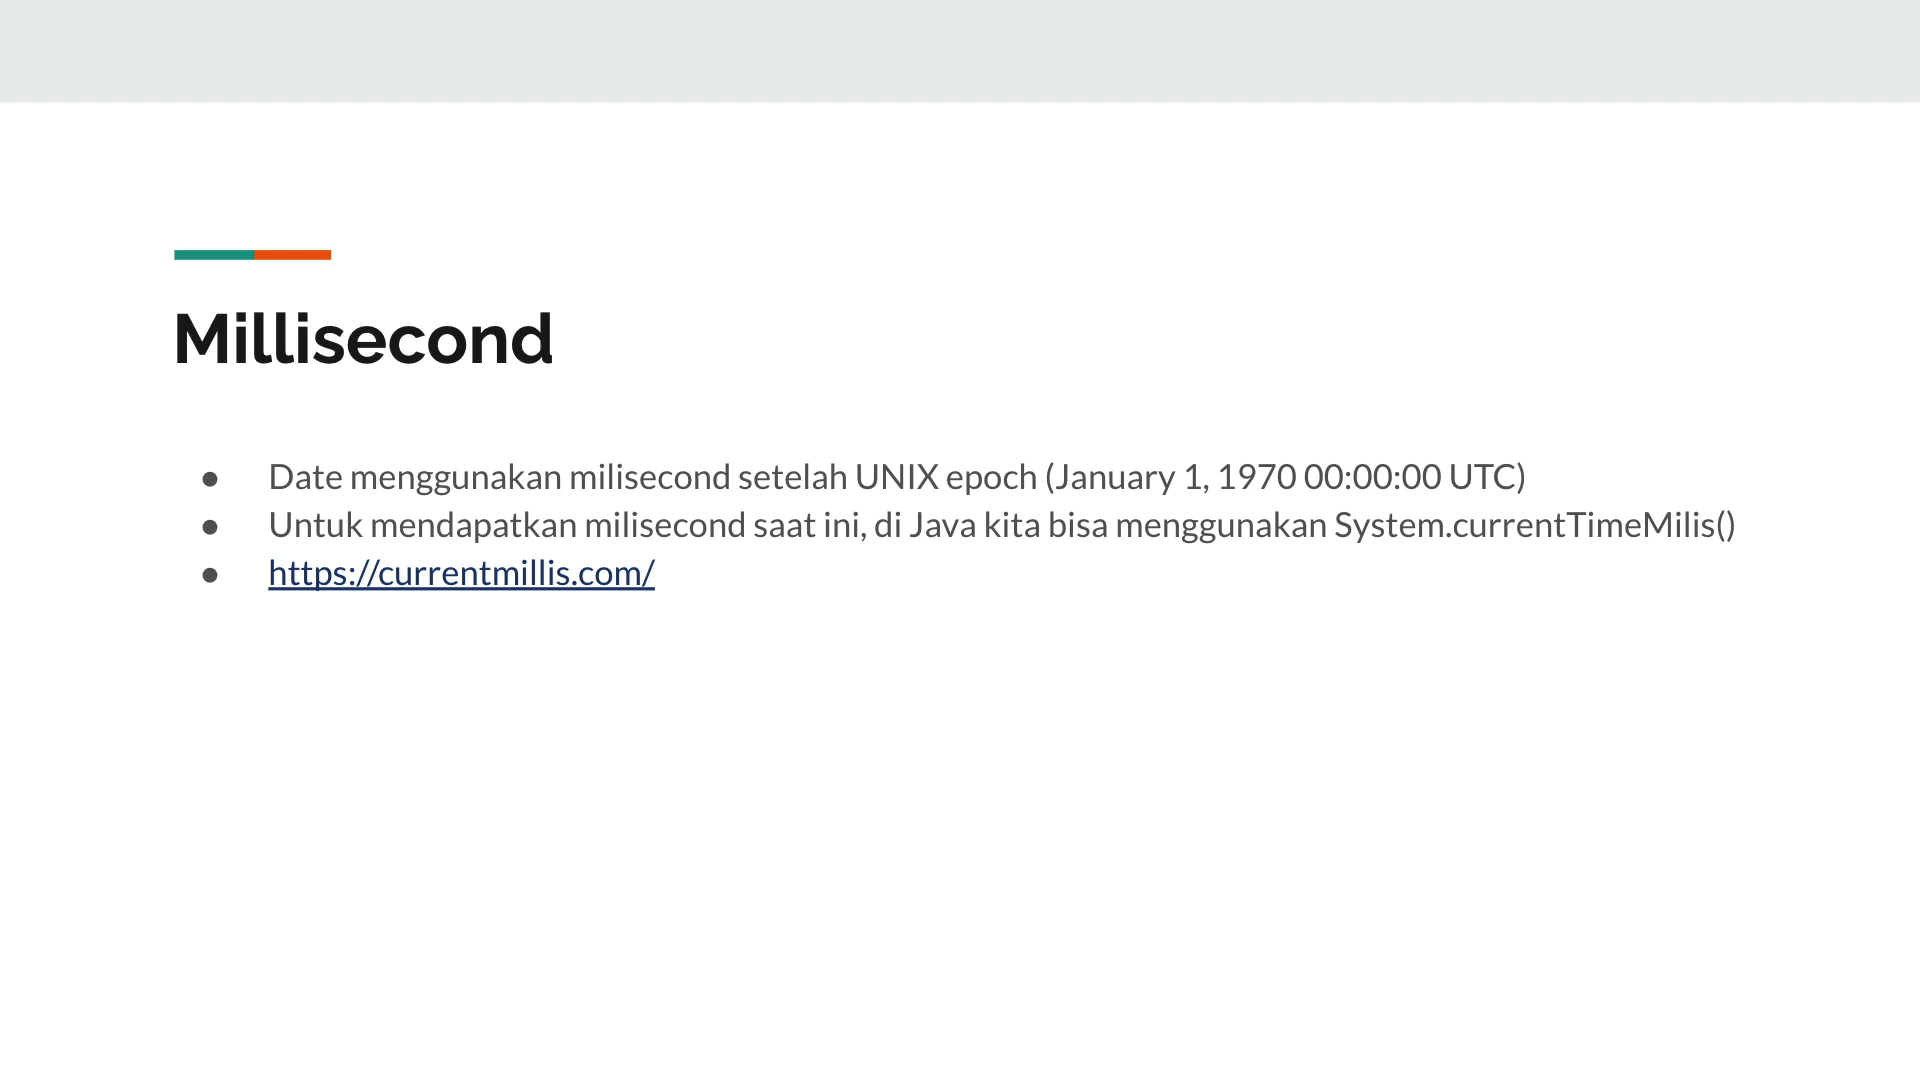 Millisecond
● Date menggunakan milisecond setelah UNIX epoch (January 1, 1970 00:00:00 UTC)
● Untuk mendapatkan milisecond saat ini, di Java kita bisa menggunakan System.currentTimeMilis()
● https://currentmillis.com/